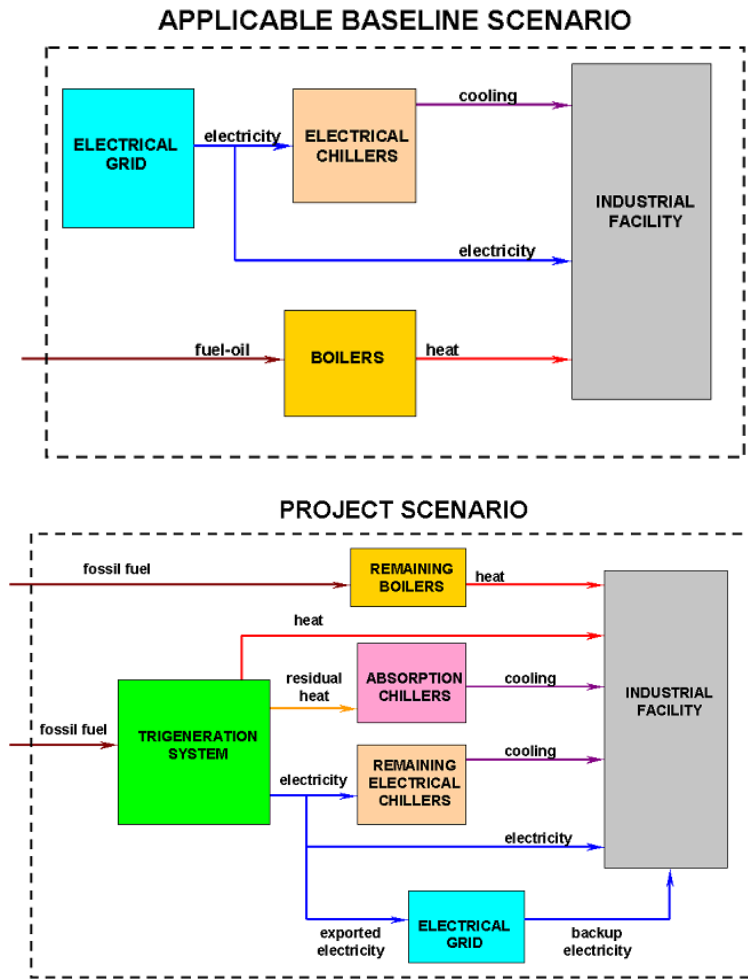 APPLICABLE BASELINE SCENARIO
cooling
ELECTRICAL
GRID
electricity
ELECTRICAL
CHILLERS
INDUSTRIAL
FACILITY
electricity
fuel-oil
BOILERS
heat
PROJECT SCENARIO
fossil fuel
REMAINING
BOILERS
heat
heat
residual
heat
ABSORPTION
CHILLERS
cooling
INDUSTRIAL
FACILITY
fossil fuel
TRIGENERATION
SYSTEM
cooling
electricity
REMAINING
ELECTRICAL
CHILLERS
electricity
exported
electricity
ELECTRICAL
GRID
backup
electricity